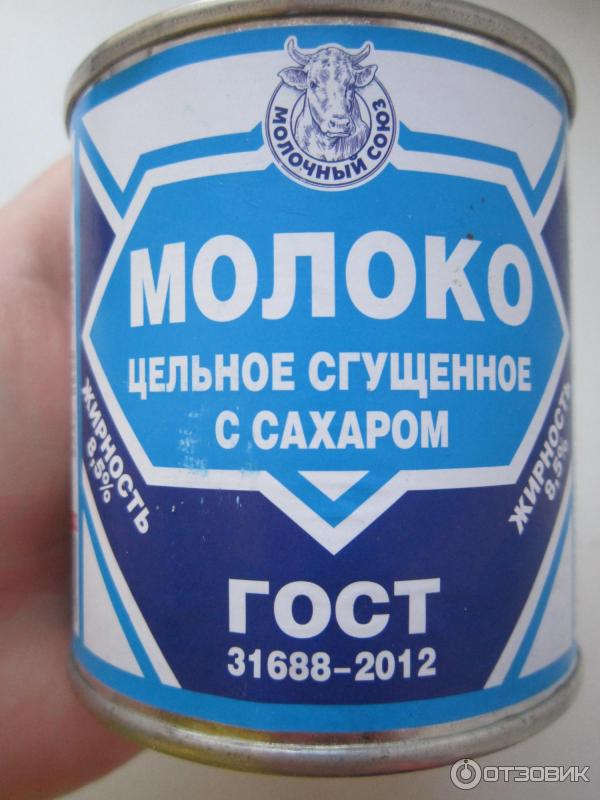 МОЛОЧНЫЙ СОЮЗ
МОЛОКО
ЦЕЛЬНОЕ СГУЩЕННОЕ
С САХАРОМ
ЖИРНОСТЬ
8,5%
ЖИРНОСТЬ
8,5%
ГОСТ
31688-2012
ОТЗОВИК